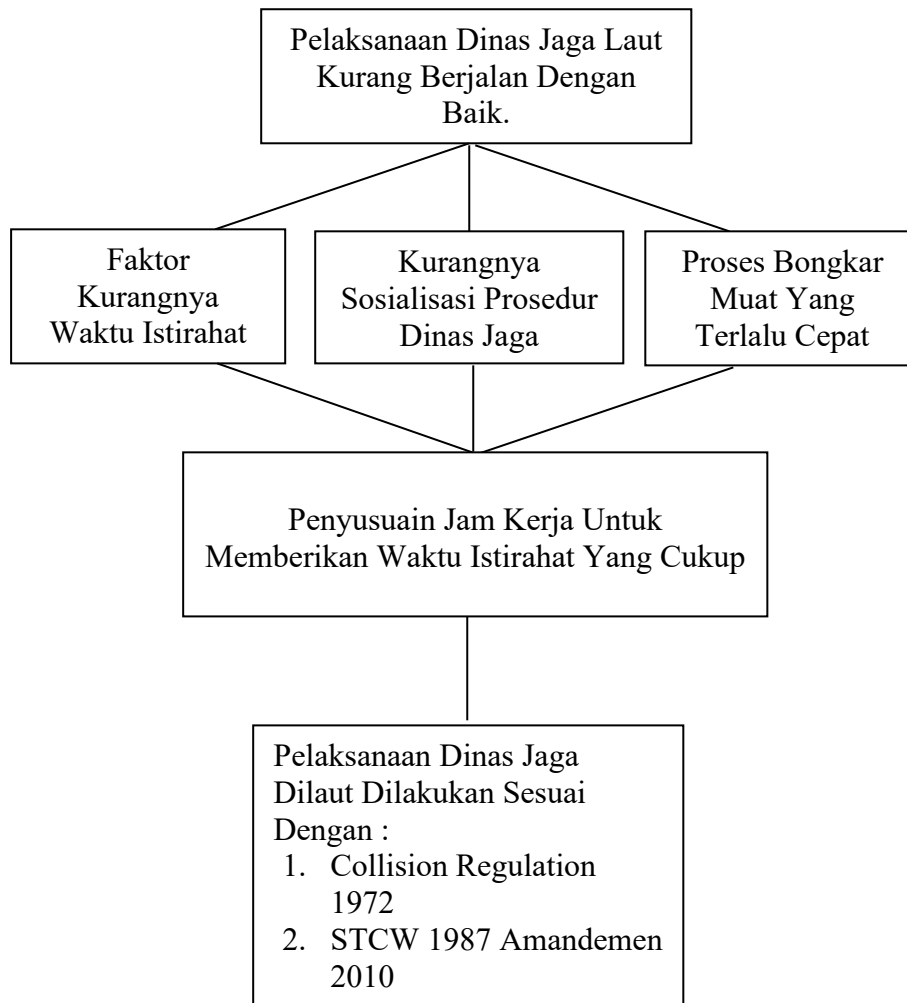 Pelaksanaan Dinas Jaga Laut
Kurang Berjalan Dengan
Baik.
Faktor
Kurangnya
Waktu Istirahat
Kurangnya
Sosialisasi Prosedur
Dinas Jaga
Proses Bongkar
Muat Yang
Terlalu Cepat
Penyusuain Jam Kerja Untuk
Memberikan Waktu Istirahat Yang Cukup
Pelaksanaan Dinas Jaga
Dilaut Dilakukan Sesuai
Dengan :
1. Collision Regulation
1972
2. STCW 1987 Amandemen
2010